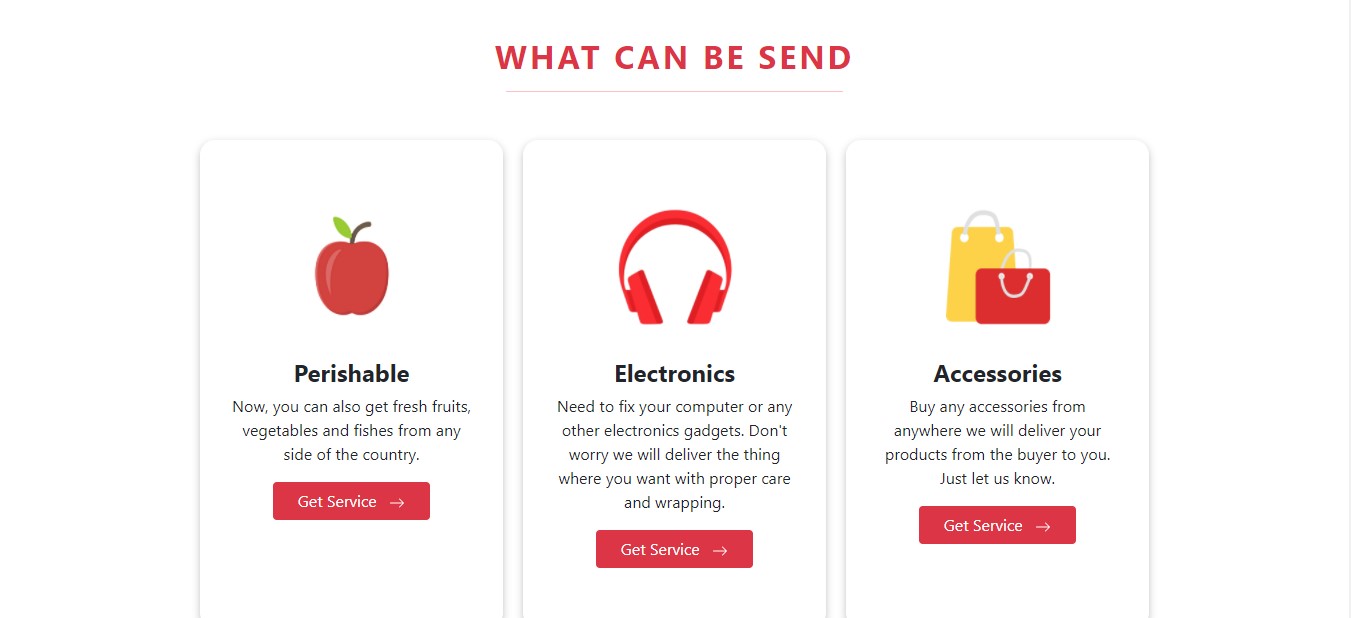 WHAT CAN BE SEND
Perishable
Now, you can also get fresh fruits,
vegetables and fishes from any
side of the country.
Get Service →
Electronics
Need to fix your computer or any
other electronics gadgets. Don't
worry we will deliver the thing
where you want with proper care
and wrapping.
Get Service →
Accessories
Buy any accessories from
anywhere we will deliver your
products from the buyer to you.
Just let us know.
Get Service →